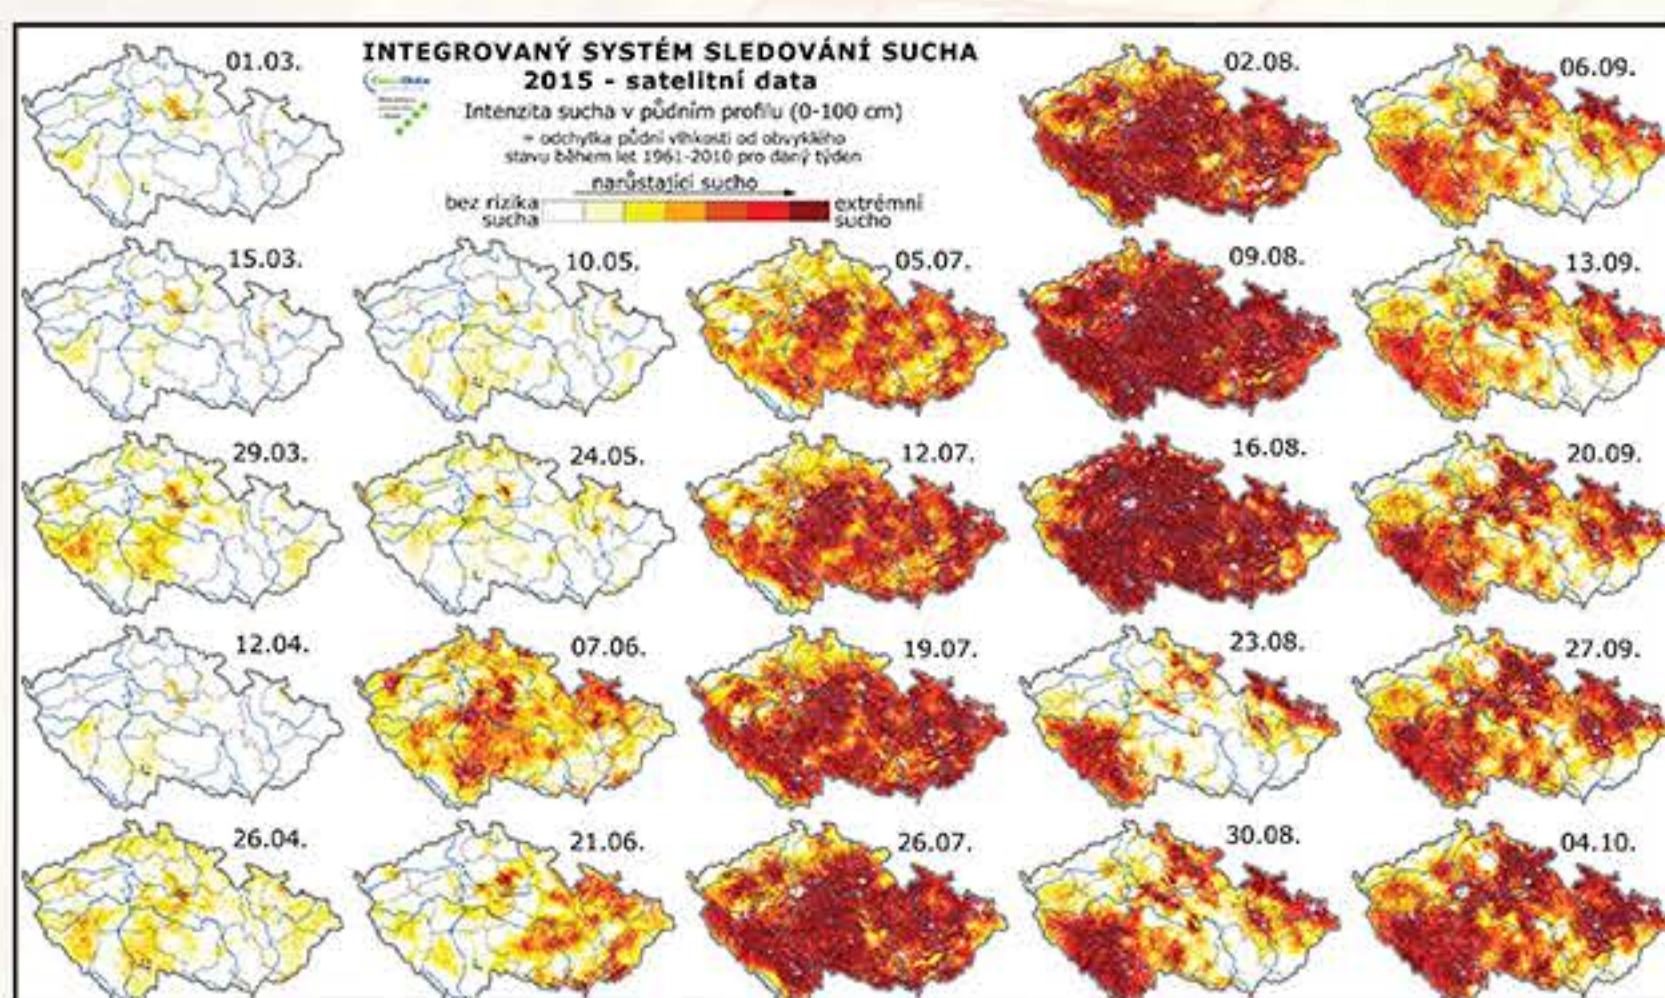 INTEGROVANÝ SYSTÉM SLEDOVÁNÍ SUCHA
2015 - satelitní data
Intenzita sucha v půdním profilu (0-100 cm)
= odchylka půdní vlhkosti od obvyklého
stavu během let 1961-2010 pro daný týden
narůstající sucho
bez rizika
sucha
extrémní
sucho
01.03.
15.03.
29.03.
12.04.
26.04.
10.05.
24.05.
07.06.
21.06.
05.07.
12.07.
19.07.
26.07.
02.08.
09.08.
16.08.
23.08.
30.08.
06.09.
13.09.
20.09.
27.09.
04.10.